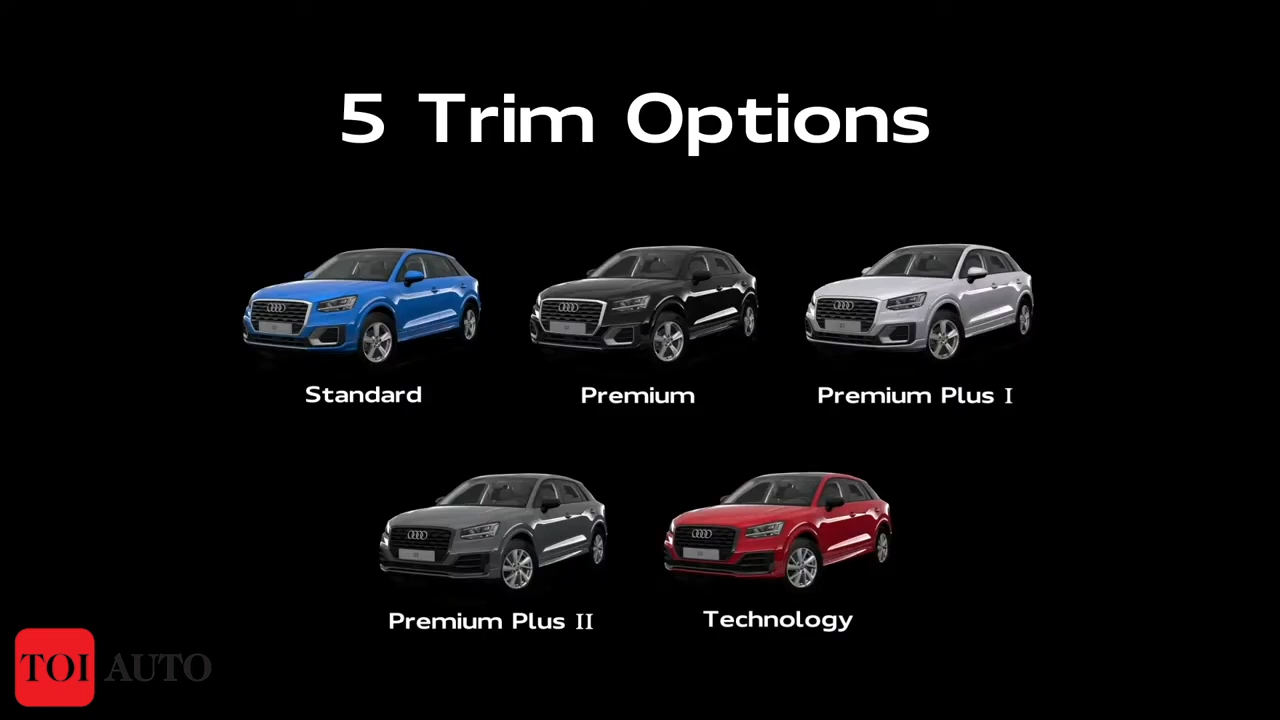 5 Trim Options
Standard
Premium
Premium Plus I
Premium Plus II
Technology
TOI AUTO